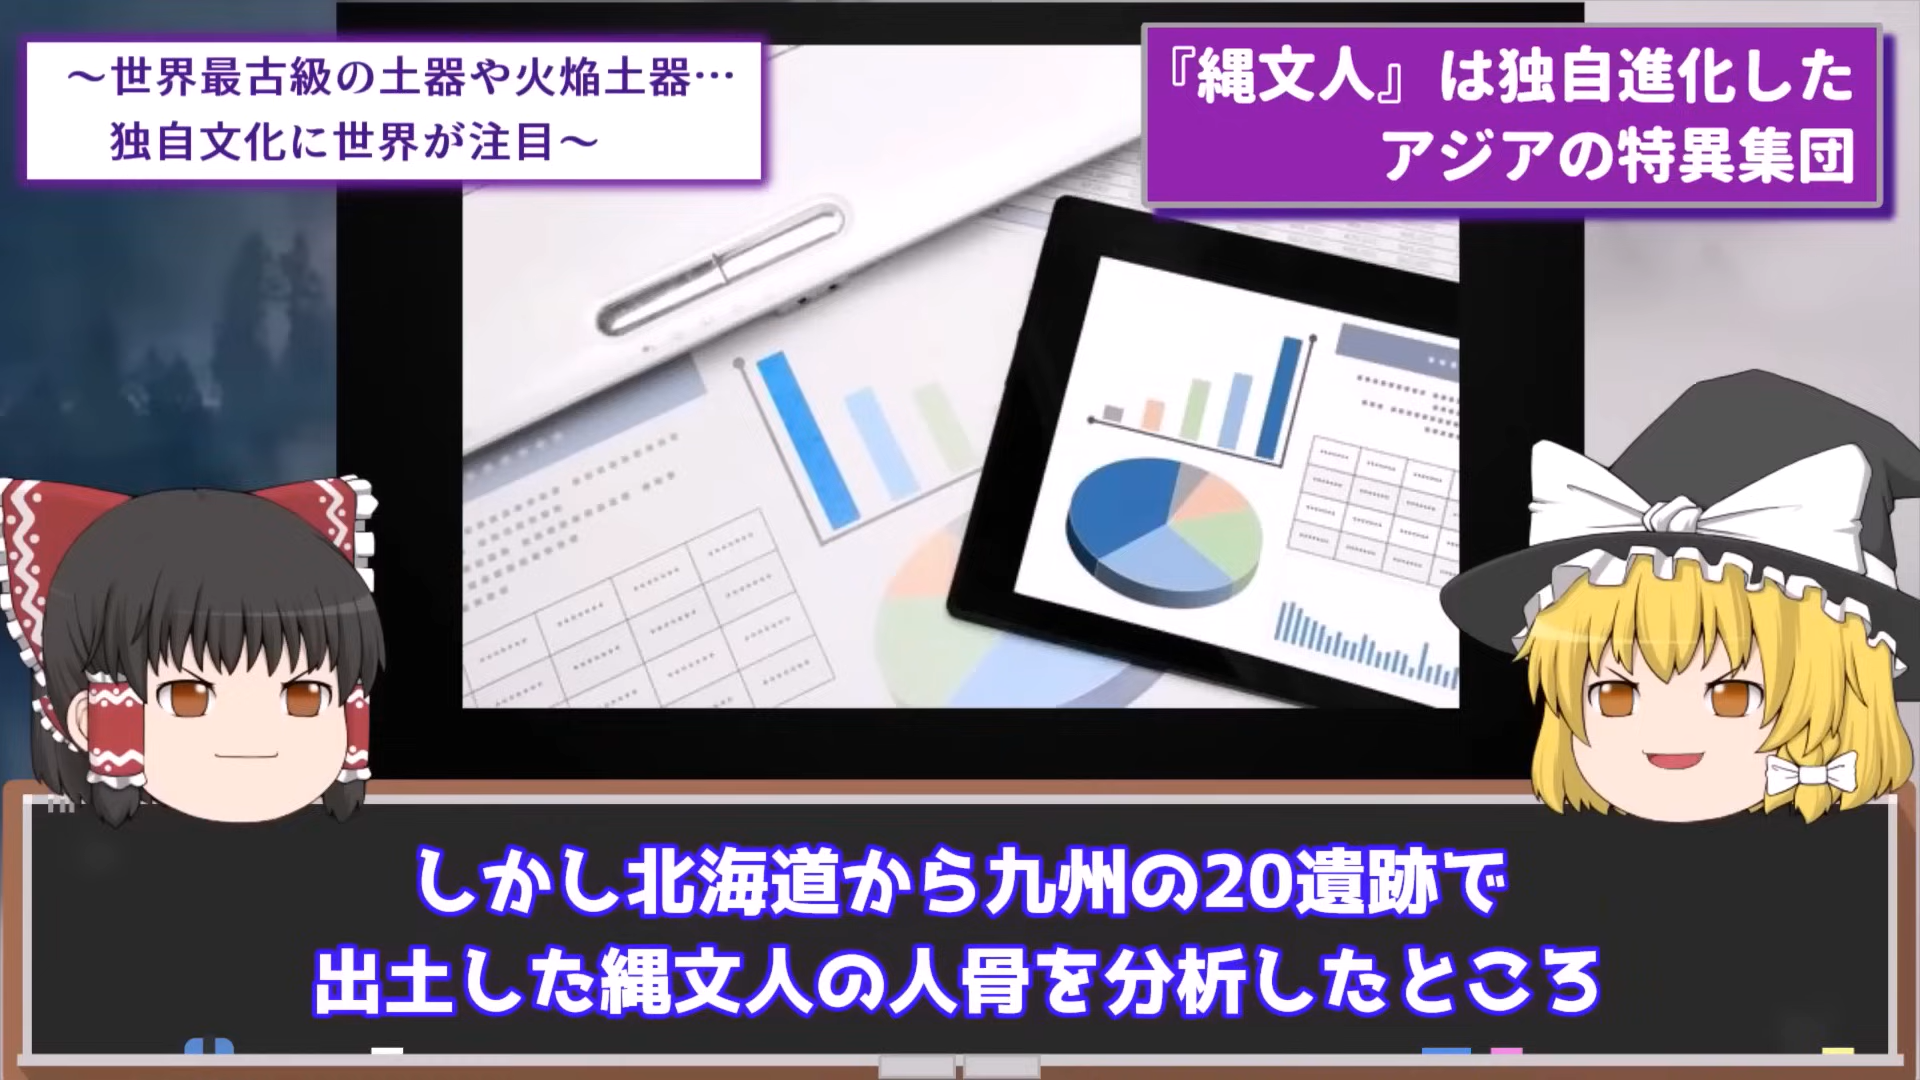 ～世界最古級の土器や火焔土器…
独自文化に世界が注目～
『縄文人』は独自進化した
アジアの特異集団
しかし北海道から九州の20遺跡で
出土した縄文人の人骨を分析したところ